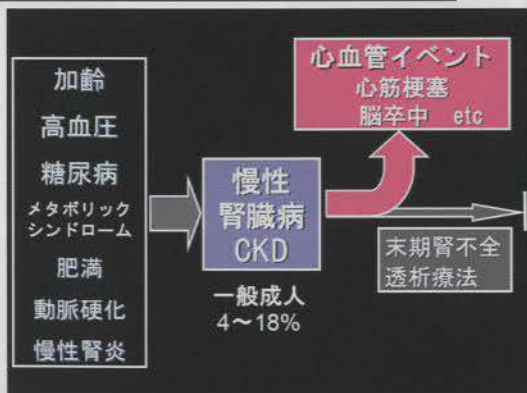 加齢
高血圧
糖尿病
メタボリック
シンドローム
肥満
動脈硬化
慢性腎炎
慢性
腎臓病
CKD
一般成人
4〜18%
心血管イベント
心筋梗塞
脳卒中 etc
末期腎不全
透析療法